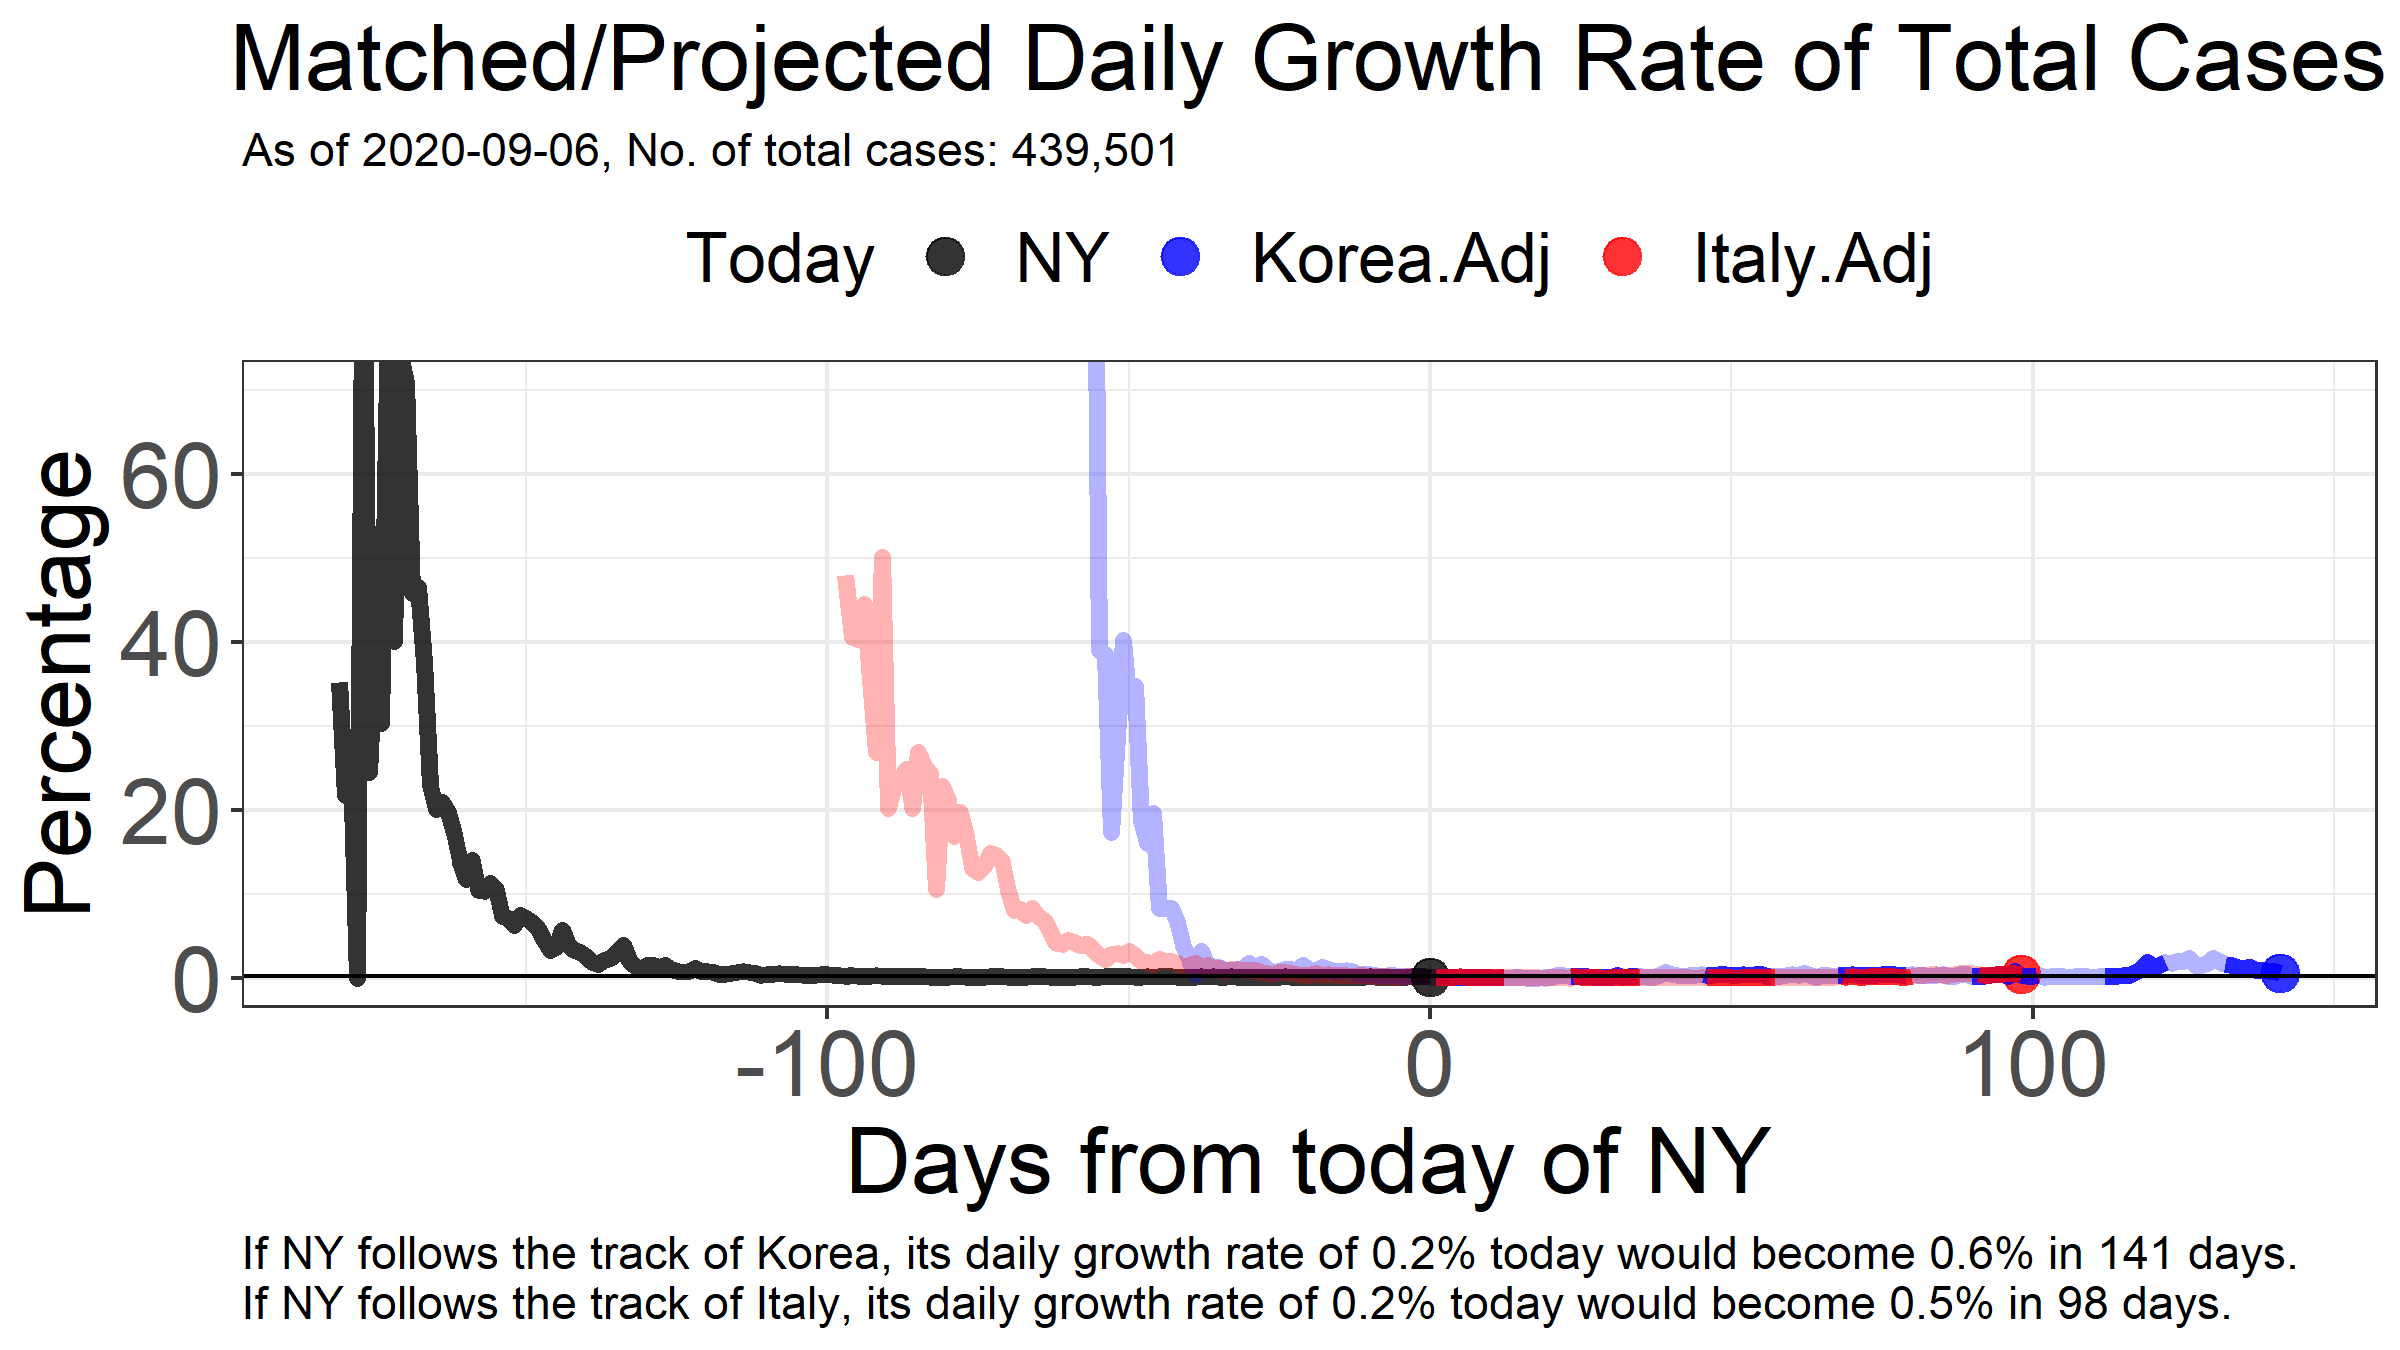 Matched/Projected Daily Growth Rate of Total Cases
As of 2020-09-06, No. of total cases: 439,501
Today NY Korea.Adj Italy.Adj
Percentage
60
40
20
0
-100 0 100
Days from today of NY
If NY follows the track of Korea, its daily growth rate of 0.2% today would become 0.6% in 141 days.
If NY follows the track of Italy, its daily growth rate of 0.2% today would become 0.5% in 98 days.